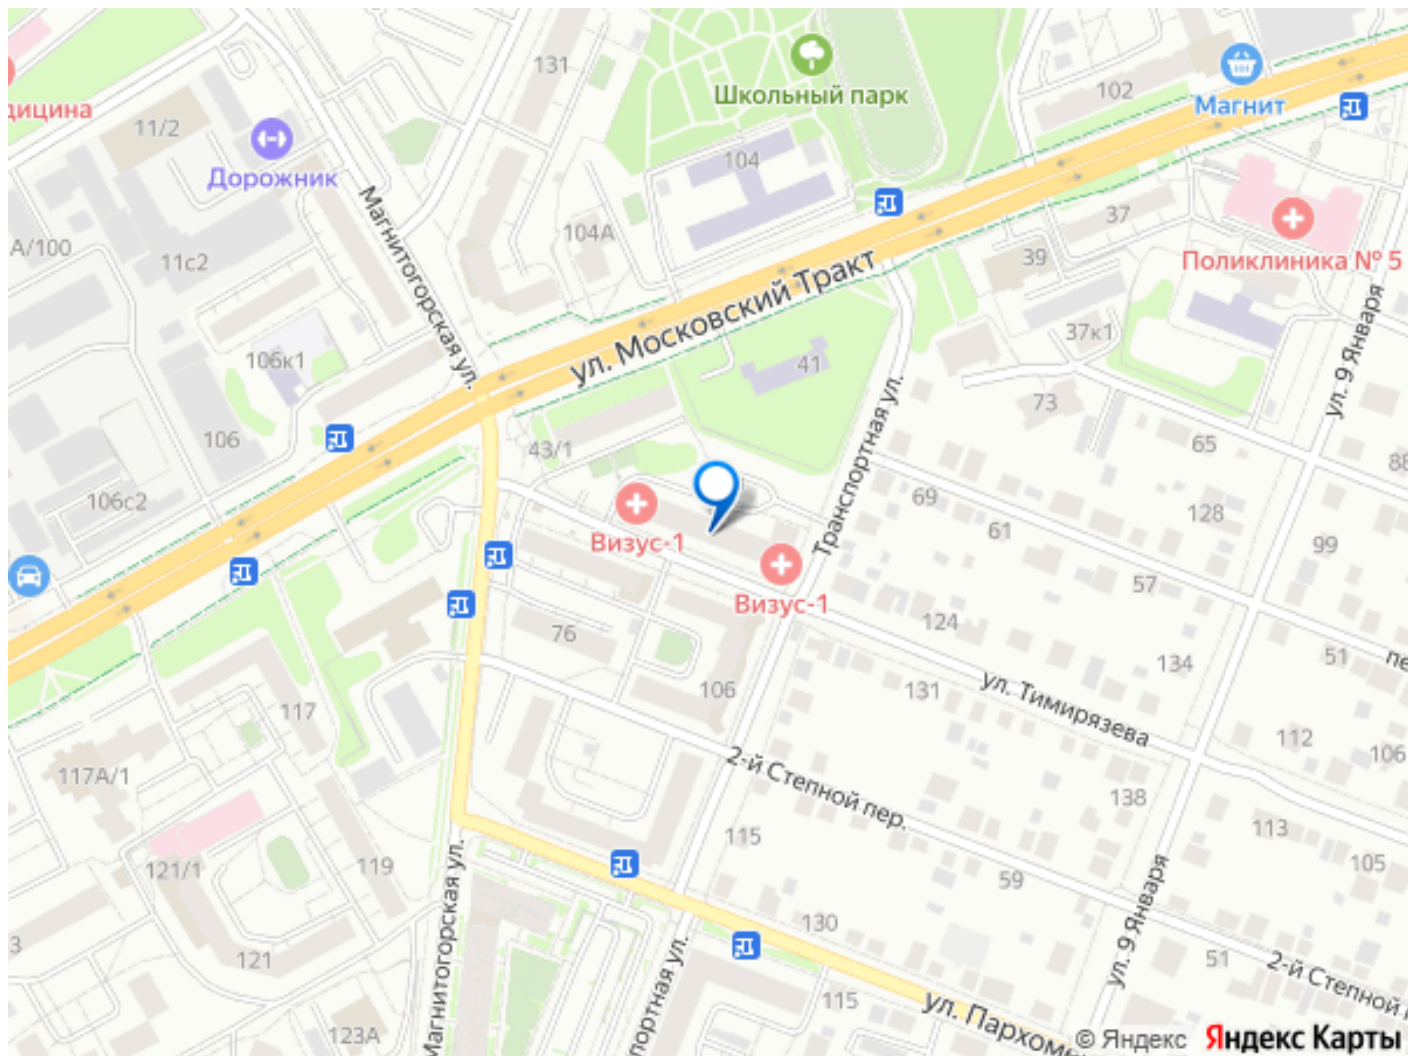 131
Школьный парк
102
Магнит
дицина
11/2
Дорожник
104
Магнитогорская ул.
104А
37
39
Поликлиника № 5
А/100
11с2
ул. Московский Тракт
37к1
ул. 9 Января
106к1
41
73
Транспортная ул.
106
43/1
65
88
106с2
69
128
61
99
Визус-1
57
Визус-1
124
76
134
51
пе
131
106
ул. Тимирязева
117
112
106
117А/1
2-й Степной пер.
138
115
113
105
119
121/1
59
ул. 9 Января
130
3
121
Магнитогорская ул.
51
2-й Степной п
115
портная ул.
ул. Пархом
123А
© Яндекс Яндекс Карты